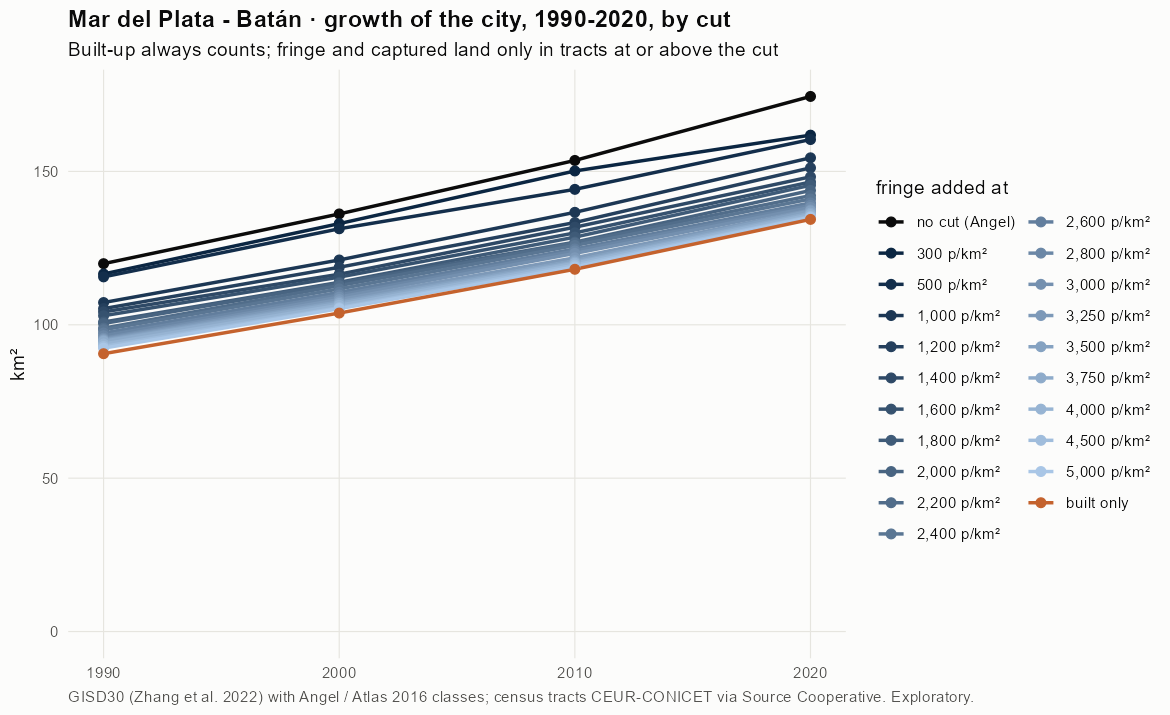 Mar del Plata - Batán · growth of the city, 1990-2020, by cut
Built-up always counts; fringe and captured land only in tracts at or above the cut
km²
150
100
50
0
1990
2000
2010
2020
fringe added at
no cut (Angel)
300 p/km²
500 p/km²
1,000 p/km²
1,200 p/km²
1,400 p/km²
1,600 p/km²
1,800 p/km²
2,000 p/km²
2,200 p/km²
2,400 p/km²
2,600 p/km²
2,800 p/km²
3,000 p/km²
3,250 p/km²
3,500 p/km²
3,750 p/km²
4,000 p/km²
4,500 p/km²
5,000 p/km²
built only
GISD30 (Zhang et al. 2022) with Angel / Atlas 2016 classes; census tracts CEUR-CONICET via Source Cooperative. Exploratory.